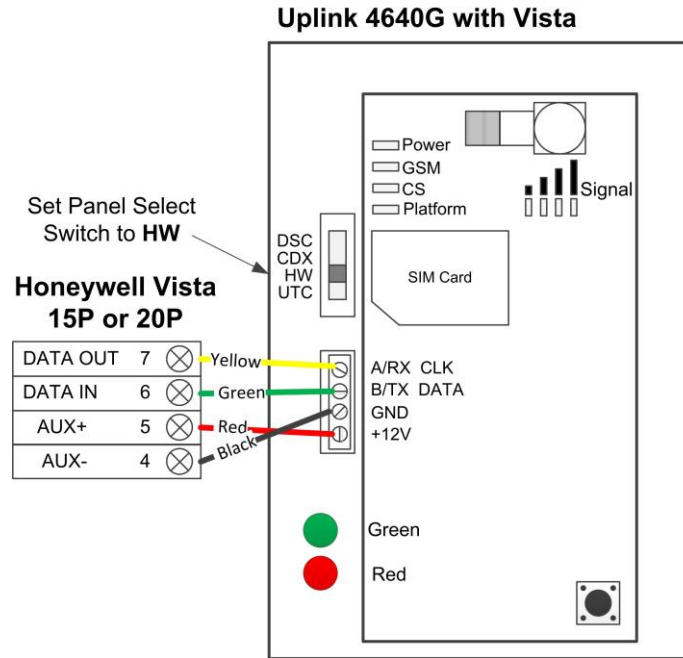 Uplink 4640G with Vista
Power
GSM
CS
Platform
Signal
Set Panel Select
Switch to HW
DSC
CDX
HW
UTC
SIM Card
Honeywell Vista
15P or 20P
DATA OUT 7 Yellow A/RX CLK
DATA IN 6 Green B/TX DATA
AUX+ 5 Red GND
AUX- 4 Black +12V
Green
Red